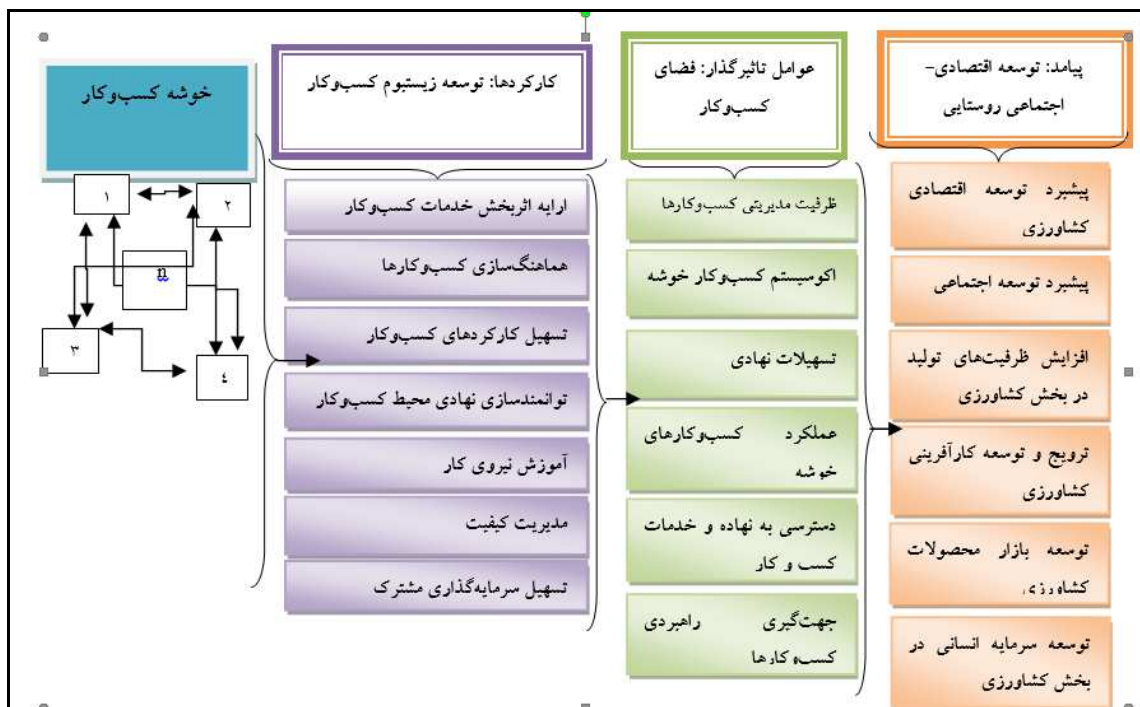 خوشه کسب‌وکار
۱
۲
n
۳
٤
کارکردها: توسعه زیستبوم کسب‌وکار
ارایه اثربخش خدمات کسب‌وکار
هماهنگ‌سازی کسب‌وکارها
تسهیل کارکردهای کسب‌وکار
توانمندسازی نهادی محیط کسب‌وکار
آموزش نیروی کار
مدیریت کیفیت
تسهیل سرمایه‌گذاری مشترک
عوامل تاثیرگذار: فضای
کسب‌وکار
ظرفیت مدیریتی کسب‌وکارها
اکوسیستم کسب‌وکار خوشه
تسهیلات نهادی
عملکرد کسب‌وکارهای
خوشه
دسترسی به نهاده و خدمات
کسب و کار
جهت‌گیری راهبردی
کسب‌وکارها
پیامد: توسعه اقتصادی-
اجتماعی روستایی
پیشبرد توسعه اقتصادی
کشاورزی
پیشبرد توسعه اجتماعی
افزایش ظرفیت‌های تولید
در بخش کشاورزی
ترویج و توسعه کارآفرینی
کشاورزی
توسعه بازار محصولات
کشاورزی
توسعه سرمایه انسانی در
بخش کشاورزی